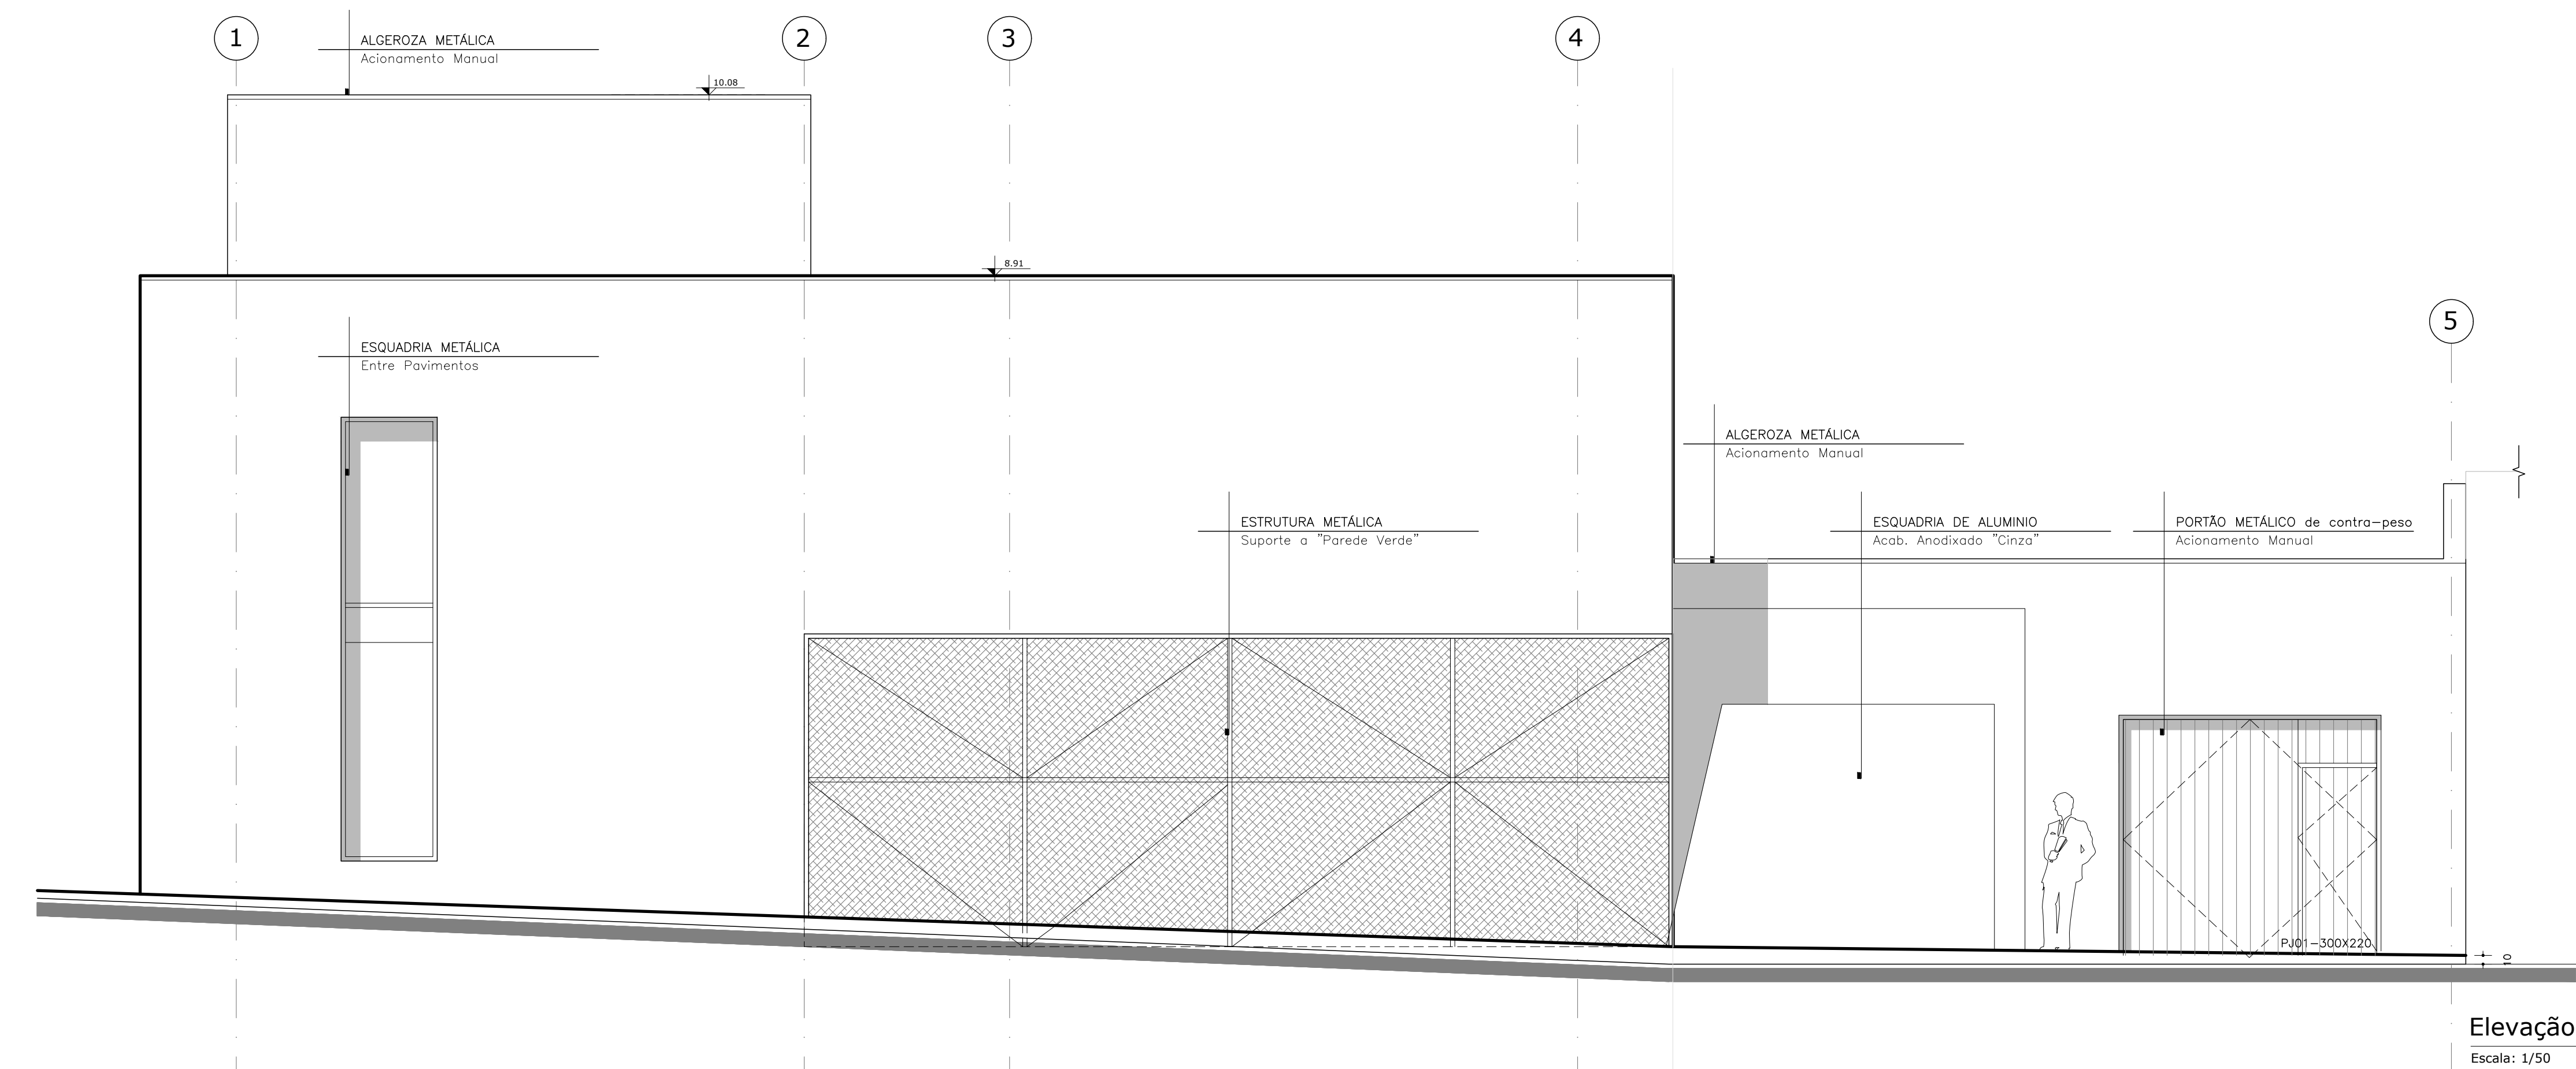 1
2
3
4
ALGEROZA METÁLICA
Acionamento Manual
10.08
8.91
5
ESQUADRIA METÁLICA
Entre Pavimentos
ALGEROZA METÁLICA
Acionamento Manual
ESTRUTURA METÁLICA
Suporte a "Parede Verde"
ESQUADRIA DE ALUMINIO
Acab. Anodixado "Cinza"
PORTÃO METÁLICO de contra-peso
Acionamento Manual
PJ01-300X220
10
Elevação
Escala: 1/50